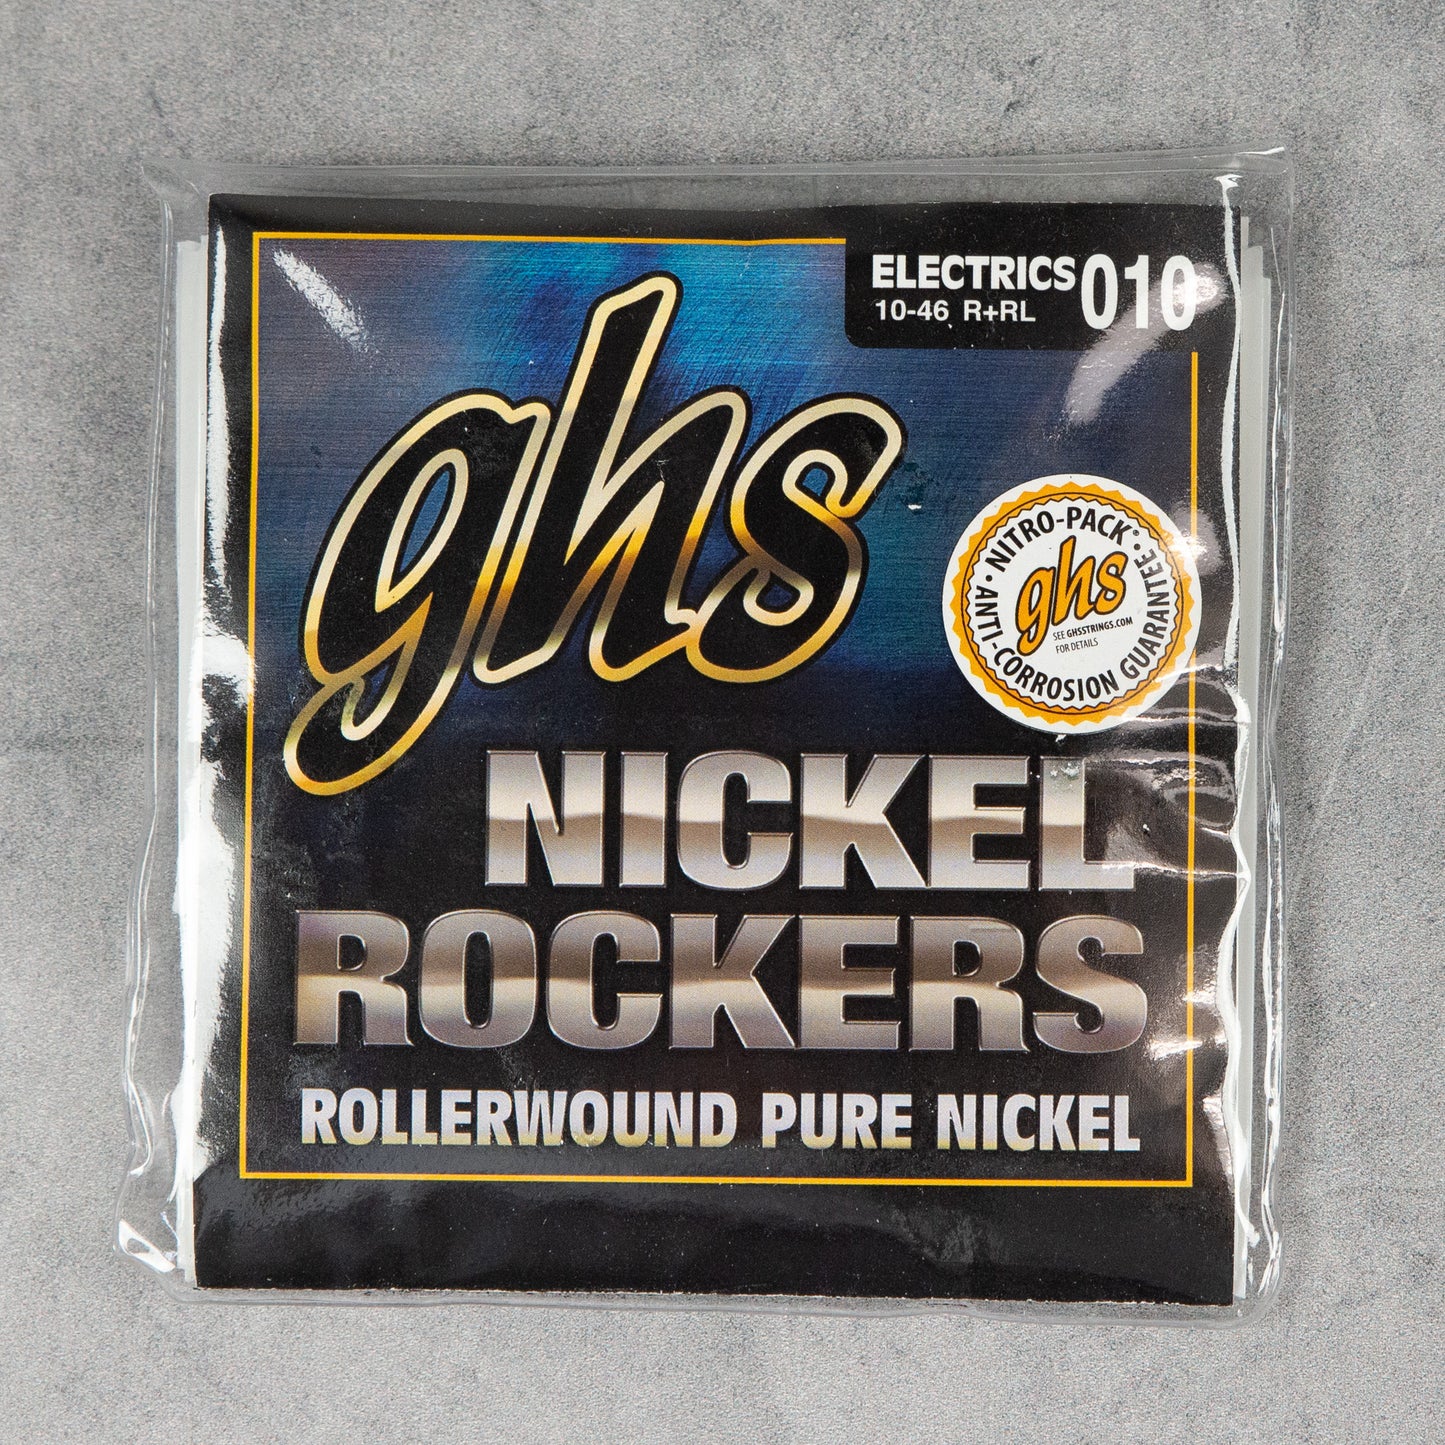 ELECTRICS 010
10-46 R+RL
ghs
• NITRO-PACK® •
ghs
SEE GHSSTRINGS.COM
FOR DETAILS
ANTI-CORROSION GUARANTEE
NICKEL
ROCKERS
ROLLERWOUND PURE NICKEL